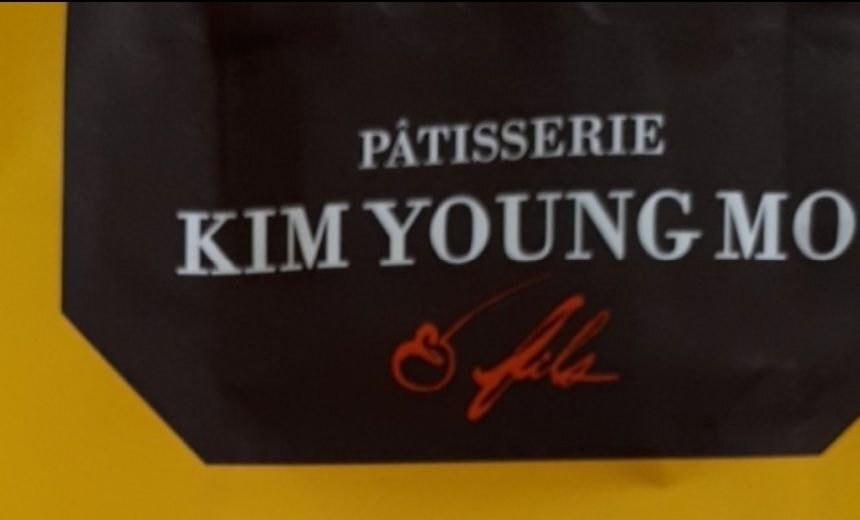 PÂTISSERIE
KIM YOUNG MO
& fils